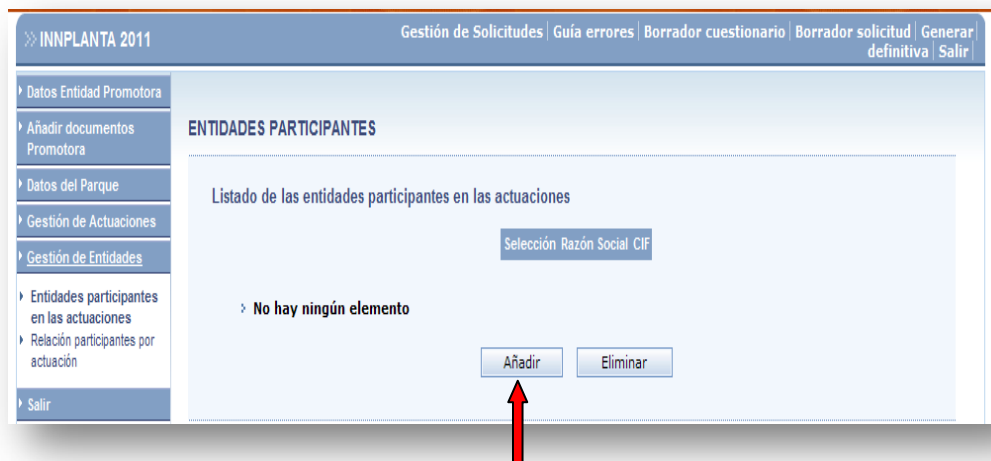 >> INNPLANTA 2011
Gestión de Solicitudes | Guía errores | Borrador cuestionario | Borrador solicitud | Generar |
definitiva | Salir |
Datos Entidad Promotora
Añadir documentos
Promotora
Datos del Parque
Gestión de Actuaciones
Gestión de Entidades
Entidades participantes
en las actuaciones
Relación participantes por
actuación
Salir
ENTIDADES PARTICIPANTES
Listado de las entidades participantes en las actuaciones
Selección Razón Social CIF
No hay ningún elemento
Añadir
Eliminar